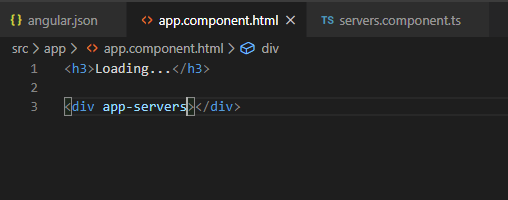 {} angular.json <> app.component.html × TS servers.component.ts
src > app > <> app.component.html > div
1 <h3>Loading...</h3>
2
3 <div app-servers></div>